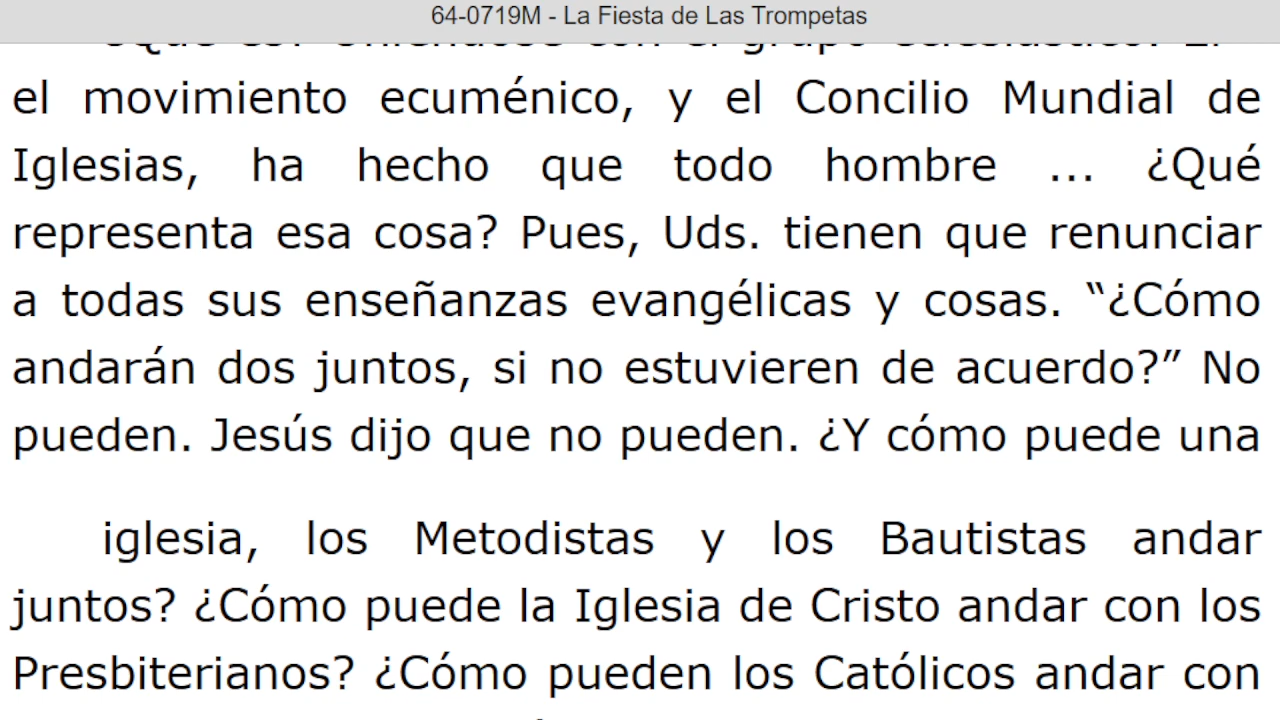 64-0719M - La Fiesta de Las Trompetas
el movimiento ecuménico, y el Concilio Mundial de
Iglesias, ha hecho que todo hombre ... ¿Qué
representa esa cosa? Pues, Uds. tienen que renunciar
a todas sus enseñanzas evangélicas y cosas. “¿Cómo
andarán dos juntos, si no estuvieren de acuerdo?” No
pueden. Jesús dijo que no pueden. ¿Y cómo puede una
iglesia, los Metodistas y los Bautistas andar
juntos? ¿Cómo puede la Iglesia de Cristo andar con los
Presbiterianos? ¿Cómo pueden los Católicos andar con